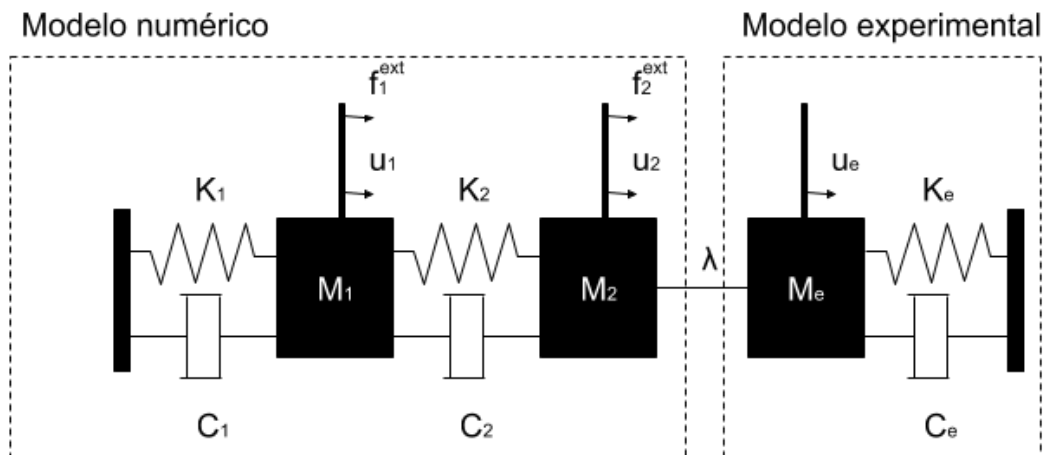 Modelo numérico
Modelo experimental
f₁ᵉˣᵗ
f₂ᵉˣᵗ
u₁
u₂
uₑ
K₁
K₂
Kₑ
λ
M₁
M₂
Mₑ
C₁
C₂
Cₑ